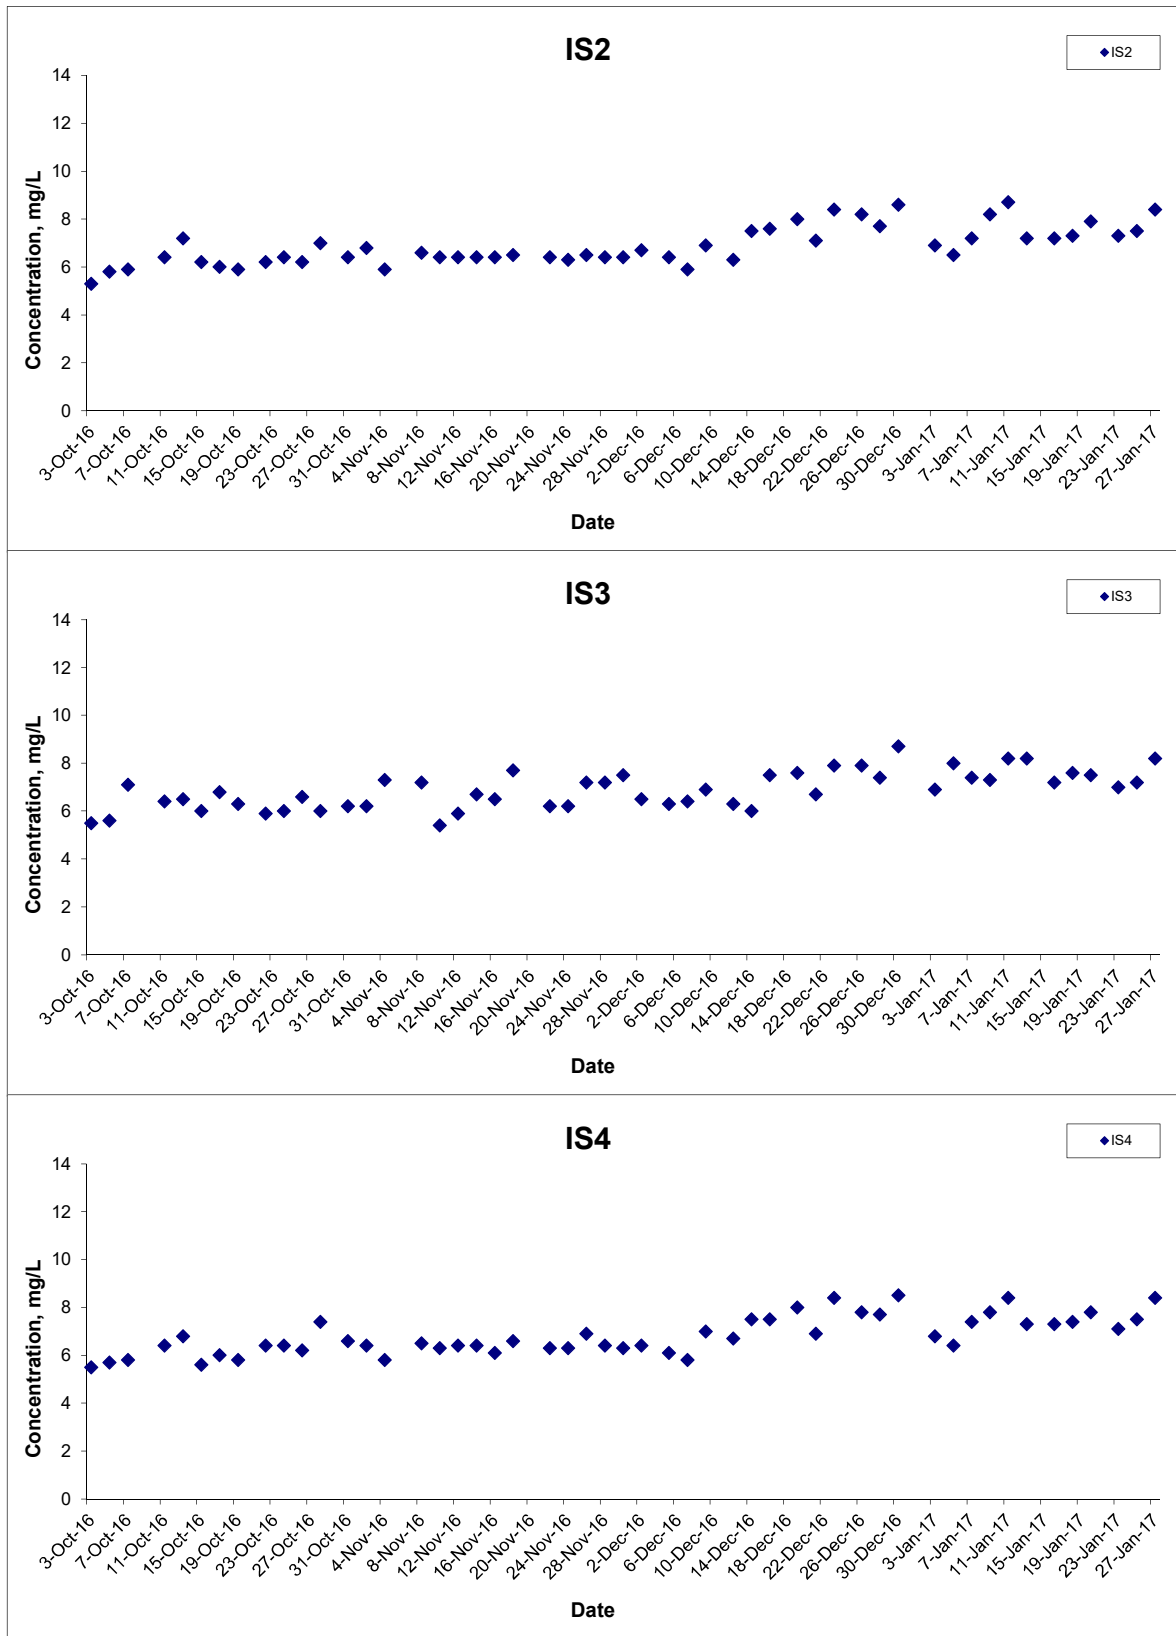 IS2
IS2
14
12
10
8
6
4
2
0
Concentration, mg/L
3-Oct-16
7-Oct-16
11-Oct-16
15-Oct-16
19-Oct-16
23-Oct-16
27-Oct-16
31-Oct-16
4-Nov-16
8-Nov-16
12-Nov-16
16-Nov-16
20-Nov-16
24-Nov-16
28-Nov-16
2-Dec-16
6-Dec-16
10-Dec-16
14-Dec-16
18-Dec-16
22-Dec-16
26-Dec-16
30-Dec-16
3-Jan-17
7-Jan-17
11-Jan-17
15-Jan-17
19-Jan-17
23-Jan-17
27-Jan-17
Date
IS3
IS3
14
12
10
8
6
4
2
0
Concentration, mg/L
3-Oct-16
7-Oct-16
11-Oct-16
15-Oct-16
19-Oct-16
23-Oct-16
27-Oct-16
31-Oct-16
4-Nov-16
8-Nov-16
12-Nov-16
16-Nov-16
20-Nov-16
24-Nov-16
28-Nov-16
2-Dec-16
6-Dec-16
10-Dec-16
14-Dec-16
18-Dec-16
22-Dec-16
26-Dec-16
30-Dec-16
3-Jan-17
7-Jan-17
11-Jan-17
15-Jan-17
19-Jan-17
23-Jan-17
27-Jan-17
Date
IS4
IS4
14
12
10
8
6
4
2
0
Concentration, mg/L
3-Oct-16
7-Oct-16
11-Oct-16
15-Oct-16
19-Oct-16
23-Oct-16
27-Oct-16
31-Oct-16
4-Nov-16
8-Nov-16
12-Nov-16
16-Nov-16
20-Nov-16
24-Nov-16
28-Nov-16
2-Dec-16
6-Dec-16
10-Dec-16
14-Dec-16
18-Dec-16
22-Dec-16
26-Dec-16
30-Dec-16
3-Jan-17
7-Jan-17
11-Jan-17
15-Jan-17
19-Jan-17
23-Jan-17
27-Jan-17
Date